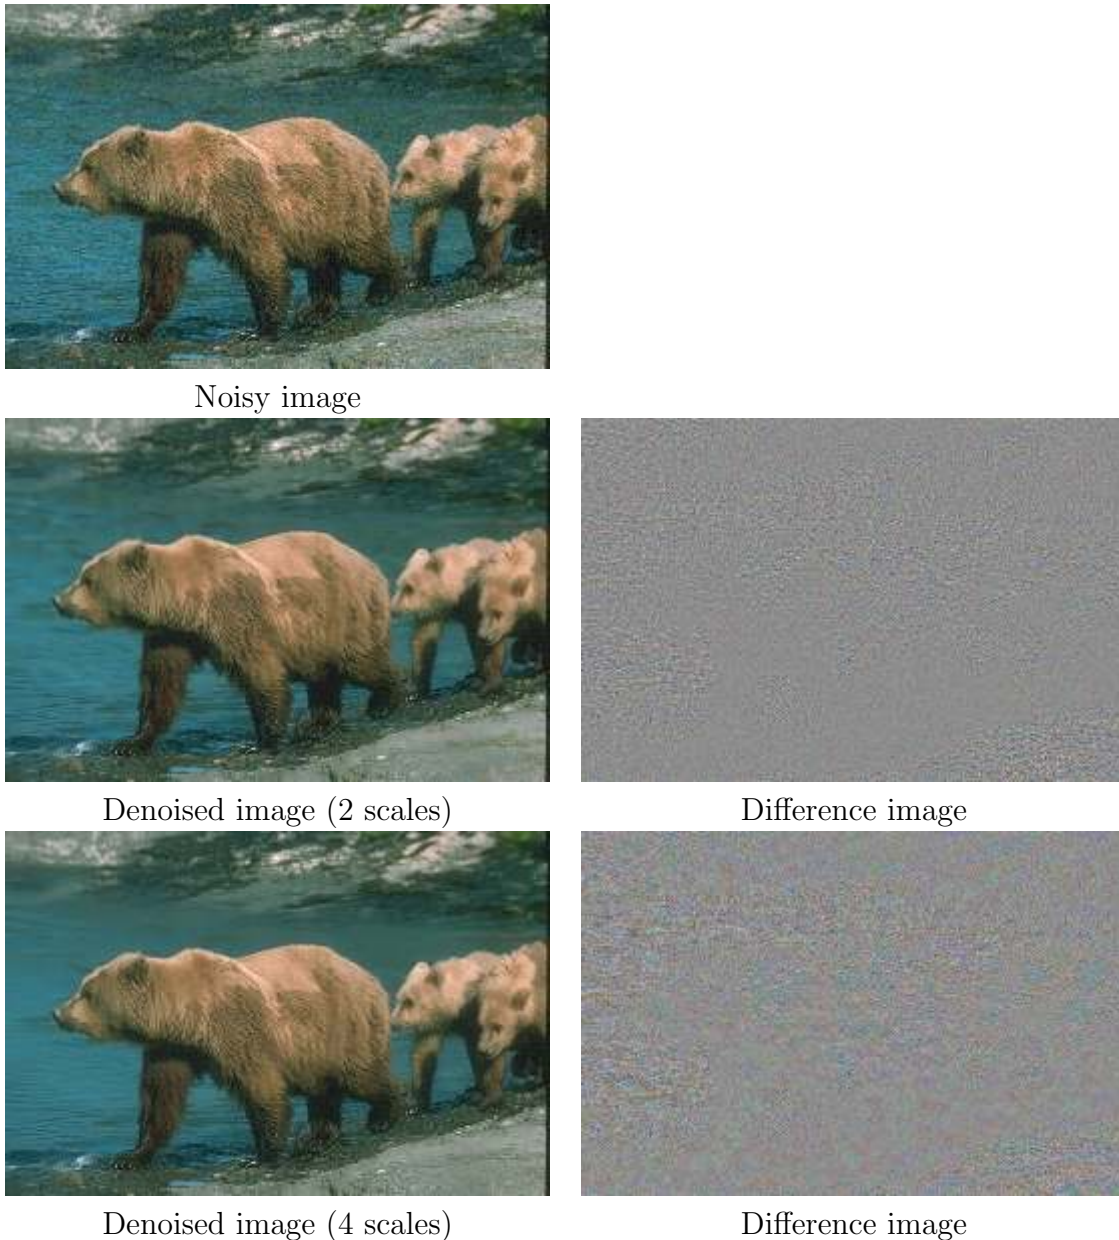 Noisy image
Denoised image (2 scales)
Difference image
Denoised image (4 scales)
Difference image